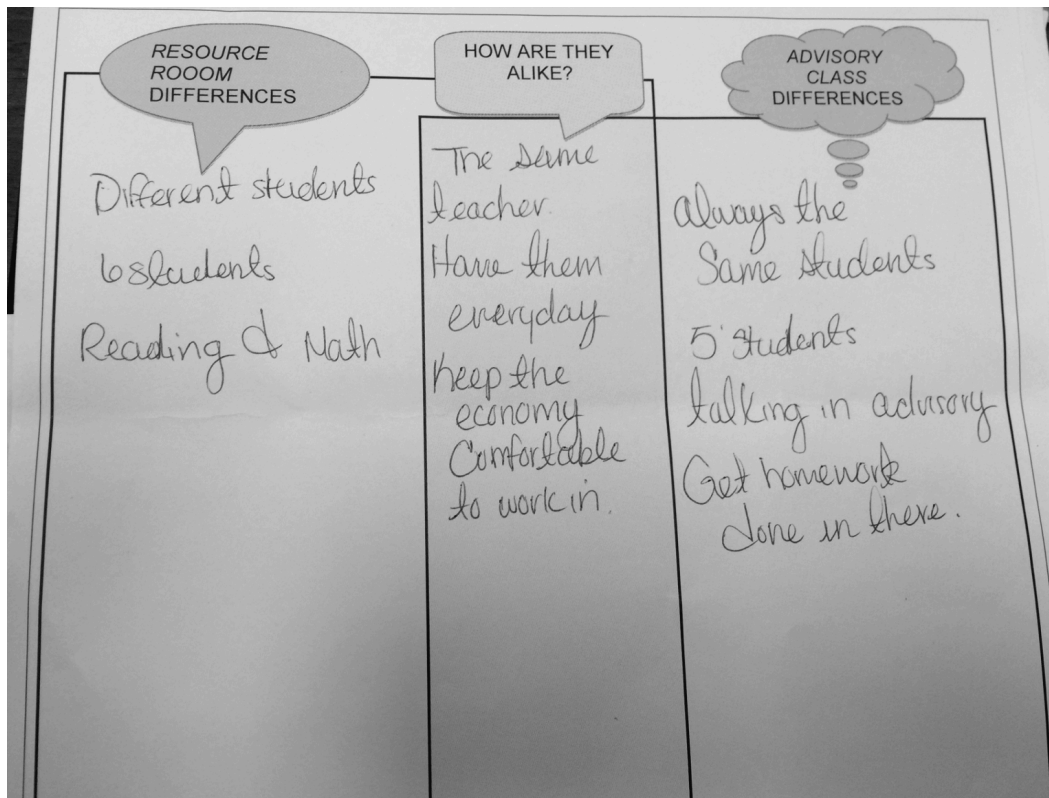 RESOURCE
ROOOM
DIFFERENCES
Different students
6 students
Reading & Math
HOW ARE THEY
ALIKE?
The same
teacher.
Have them
everyday
Keep the
economy
Comfortable
to work in.
ADVISORY
CLASS
DIFFERENCES
always the
Same students
5 students
talking in advisory
Get homework
done in there.